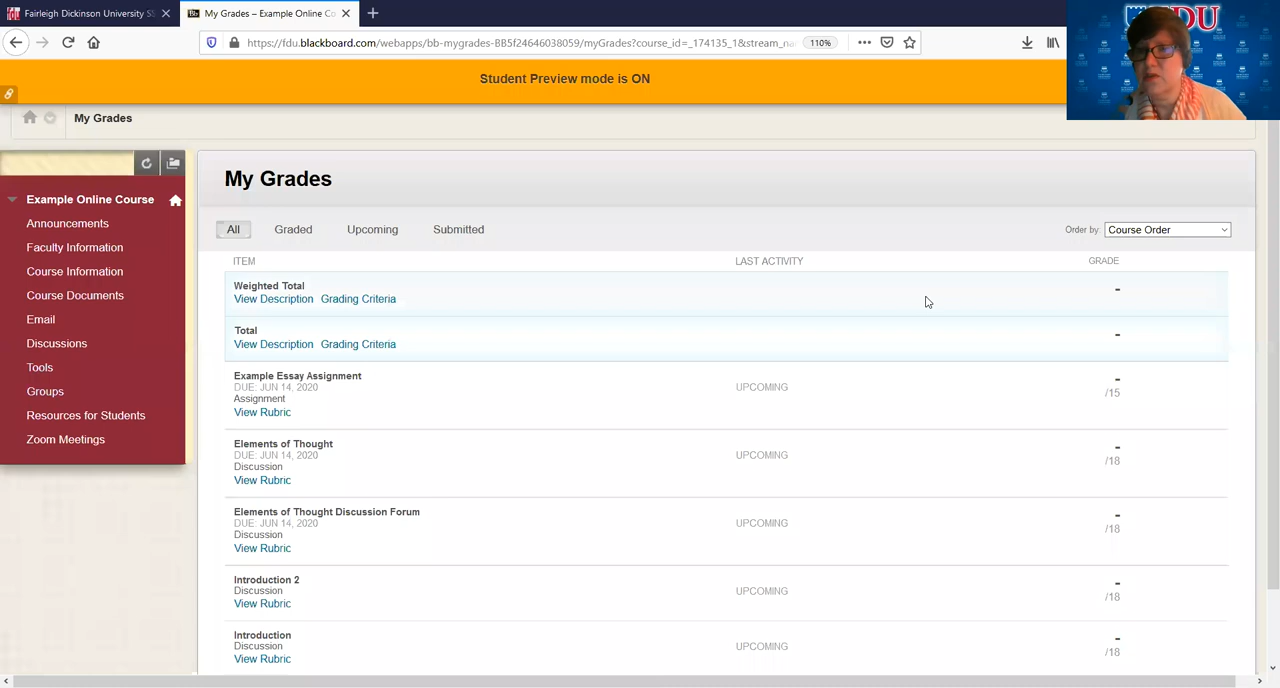 Fairleigh Dickinson University SS
My Grades – Example Online Co
https://fdu.blackboard.com/webapps/bb-mygrades-BB5f24646038059/myGrades?course_id=_174135_1&stream_na
110%
Student Preview mode is ON
My Grades
Example Online Course
Announcements
Faculty Information
Course Information
Course Documents
Email
Discussions
Tools
Groups
Resources for Students
Zoom Meetings
My Grades
All Graded Upcoming Submitted
Order by: Course Order
ITEM LAST ACTIVITY GRADE
Weighted Total
View Description Grading Criteria -
Total
View Description Grading Criteria -
Example Essay Assignment
DUE: JUN 14, 2020
Assignment
View Rubric
UPCOMING
-
/15
Elements of Thought
DUE: JUN 14, 2020
Discussion
View Rubric
UPCOMING
-
/18
Elements of Thought Discussion Forum
DUE: JUN 14, 2020
Discussion
View Rubric
UPCOMING
-
/18
Introduction 2
Discussion
View Rubric
UPCOMING
-
/18
Introduction
Discussion
View Rubric
UPCOMING
-
/18